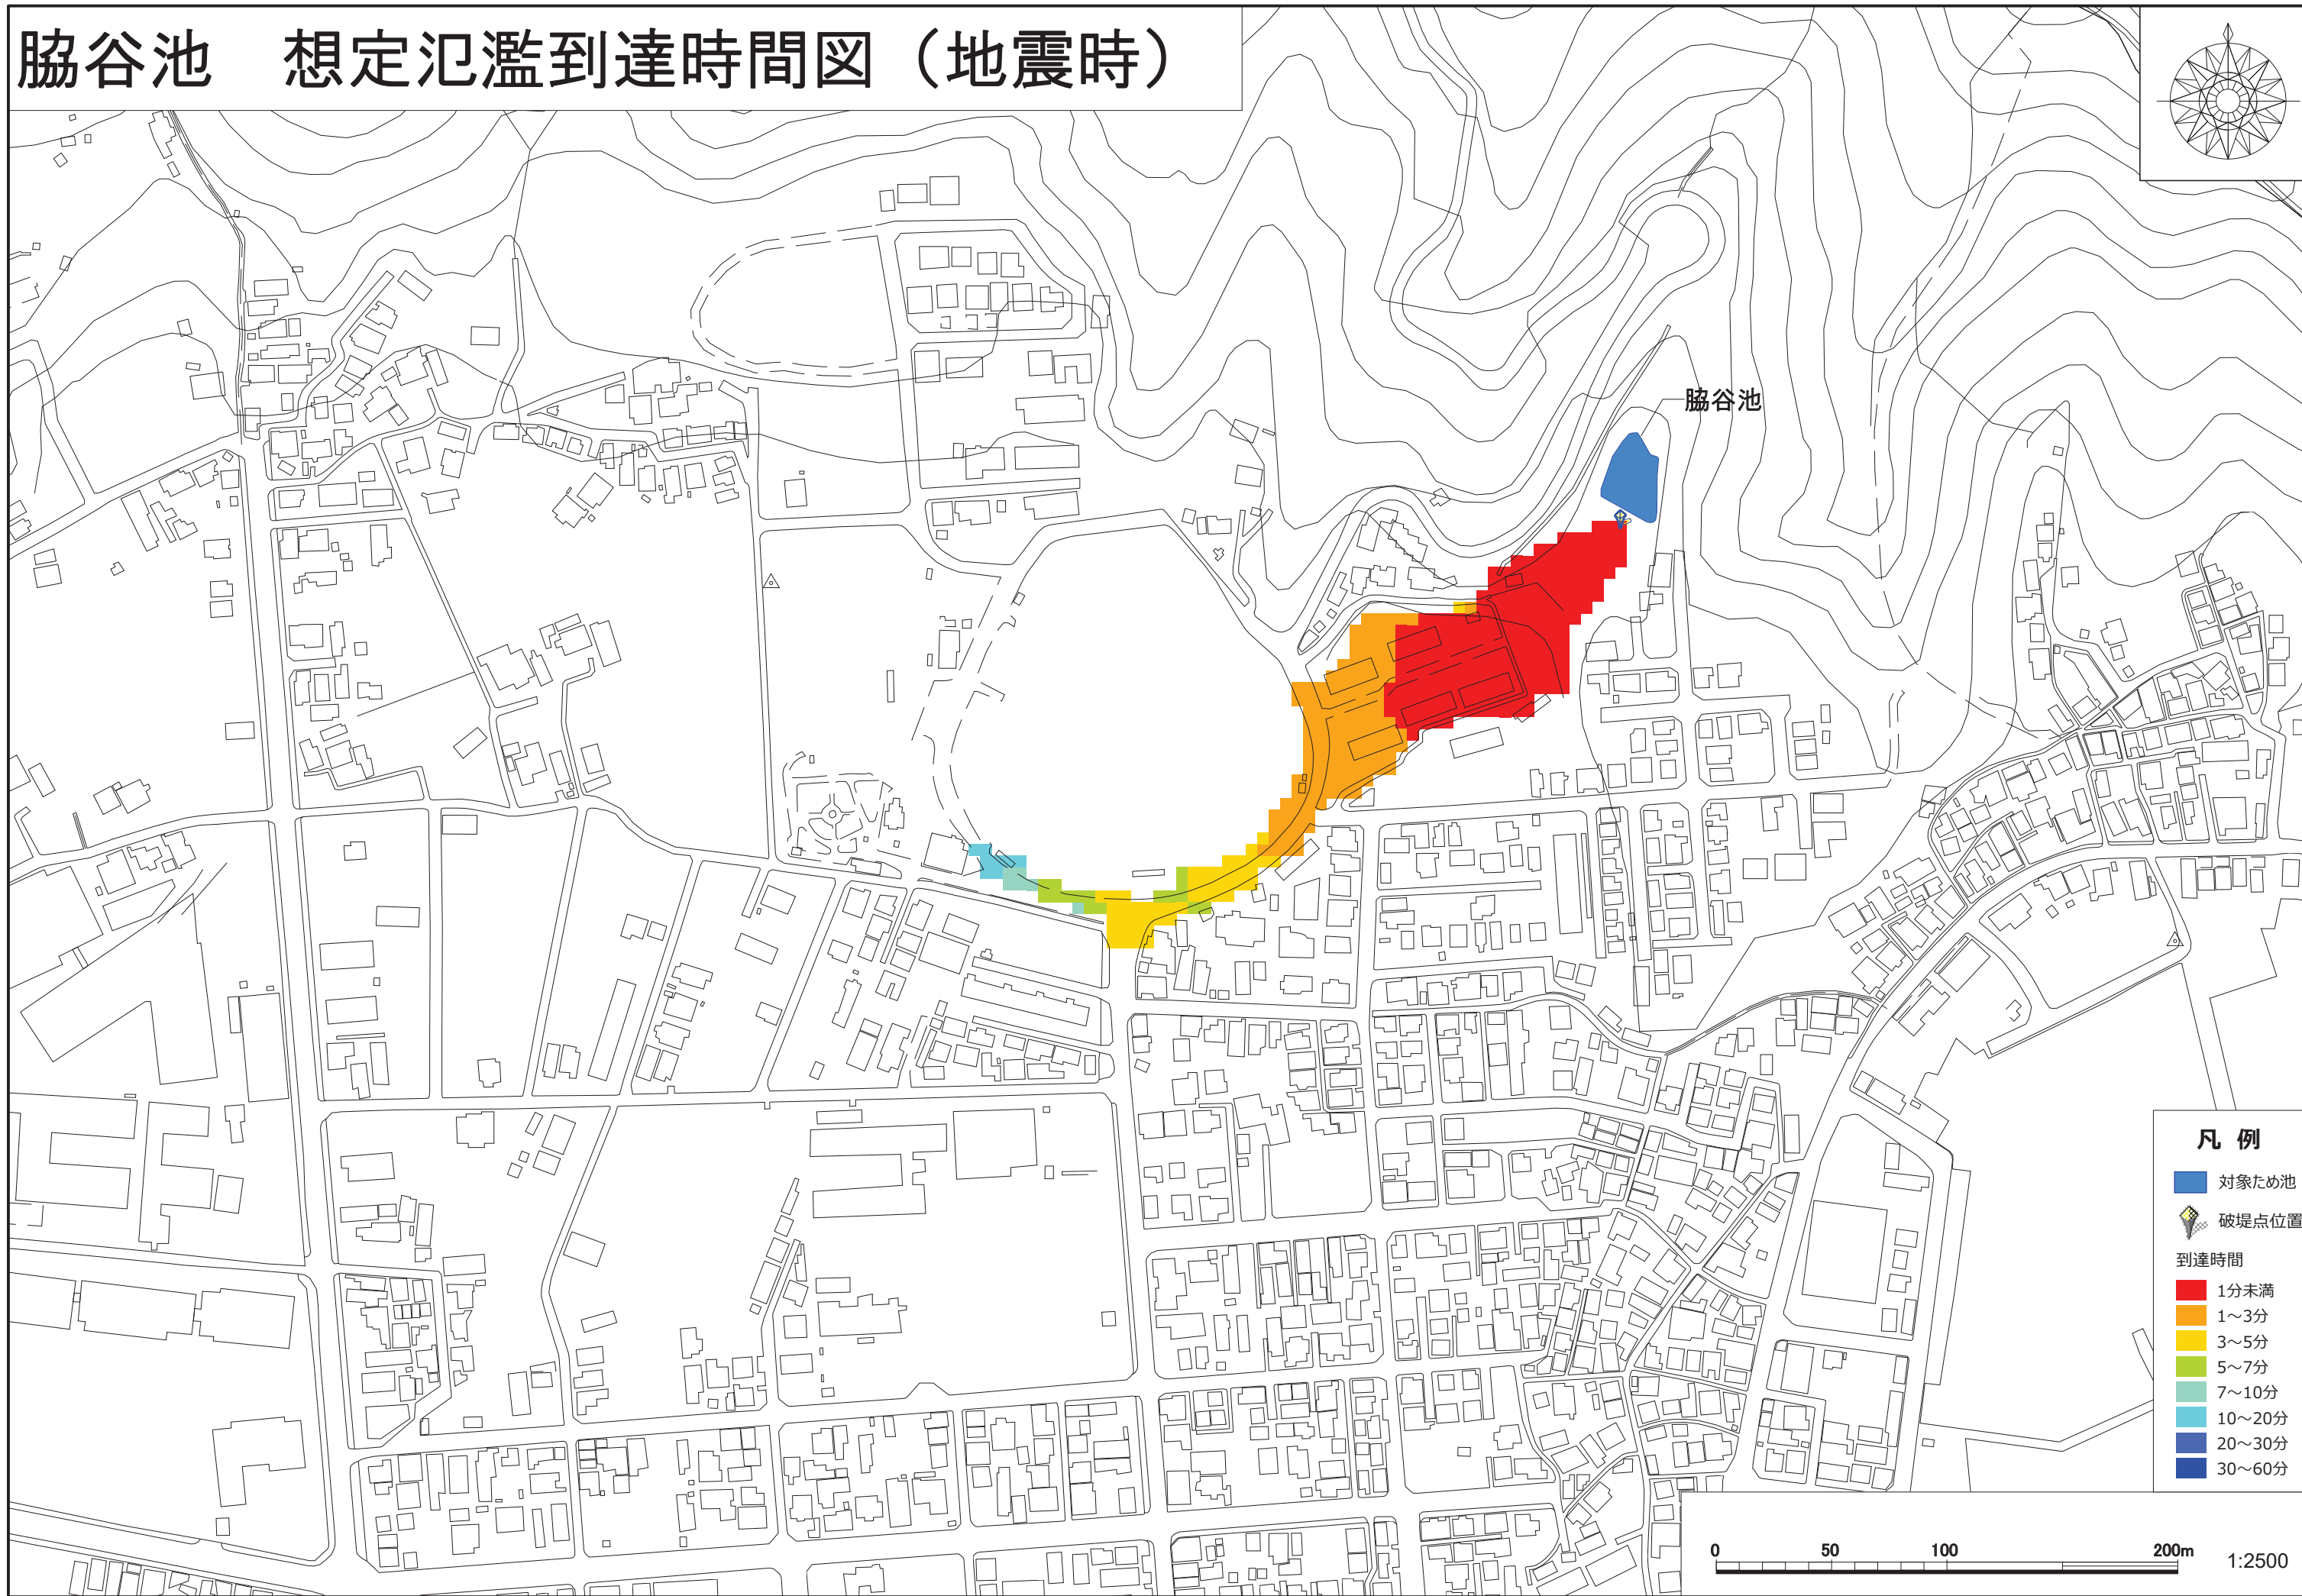 脇谷池　想定氾濫到達時間図（地震時）
脇谷池
凡 例
対象ため池
破堤点位置
到達時間
1分未満
1～3分
3～5分
5～7分
7～10分
10～20分
20～30分
30～60分
0 50 100 200m
1:2500